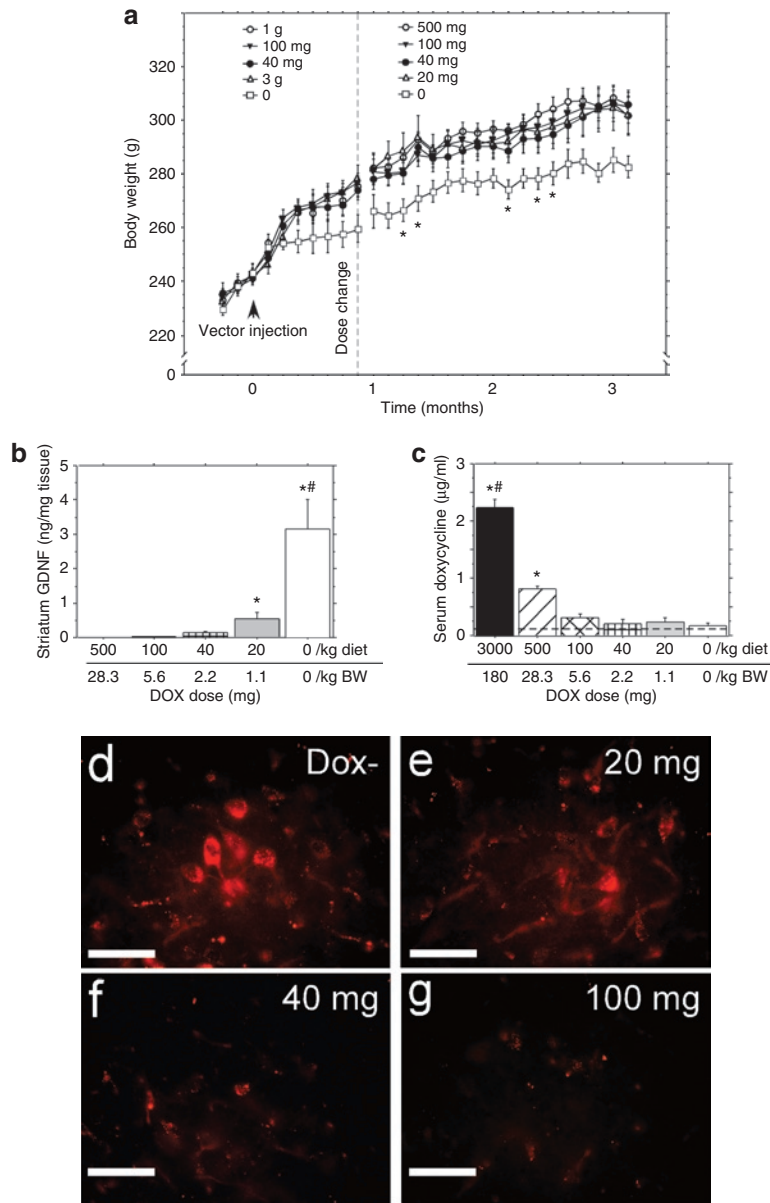 a
1 g
100 mg
40 mg
3 g
0
500 mg
100 mg
40 mg
20 mg
0
320
300
280
260
240
220
0
Body weight (g)
Vector injection
Dose change
* * * * *
0 1 2 3
Time (months)
b
5
4
3
2
1
0
Striatum GDNF (ng/mg tissue)
*
*#
500 100 40 20 0 /kg diet
28.3 5.6 2.2 1.1 0 /kg BW
DOX dose (mg)
c
3
2
1
0
Serum doxycycline (µg/ml)
*#
*
3000 500 100 40 20 0 /kg diet
180 28.3 5.6 2.2 1.1 0 /kg BW
DOX dose (mg)
d Dox-
e 20 mg
f 40 mg
g 100 mg